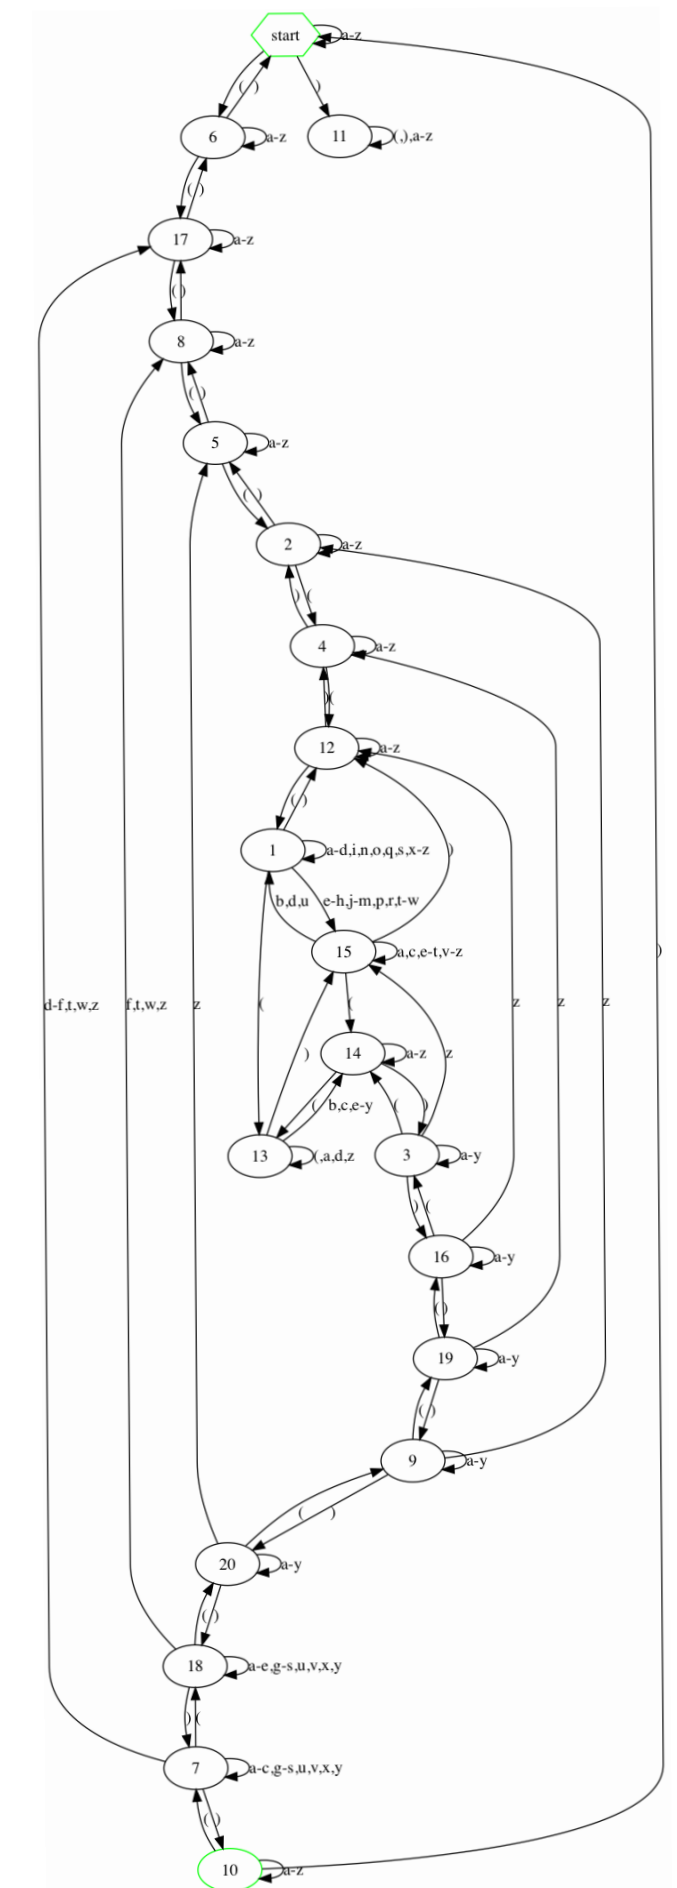 start
a-z
( )
)
6
a-z
11
(,),a-z
( )
17
a-z
( )
8
a-z
( )
5
a-z
( )
2
a-z
) (
4
a-z
)(
12
a-z
( )
1
a-d,i,n,o,q,s,x-z
)
b,d,u
e-h,j-m,p,r,t-w
15
a,c,e-t,v-z
)
d-f,t,w,z
f,t,w,z
z
(
(
z
z
z
14
a-z
)
z
(
b,c,e-y
(
)
13
(,a,d,z
3
a-y
) (
16
a-y
( )
19
a-y
( )
9
a-y
( )
20
a-y
( )
18
a-e,g-s,u,v,x,y
) (
7
a-c,g-s,u,v,x,y
( )
10
a-z